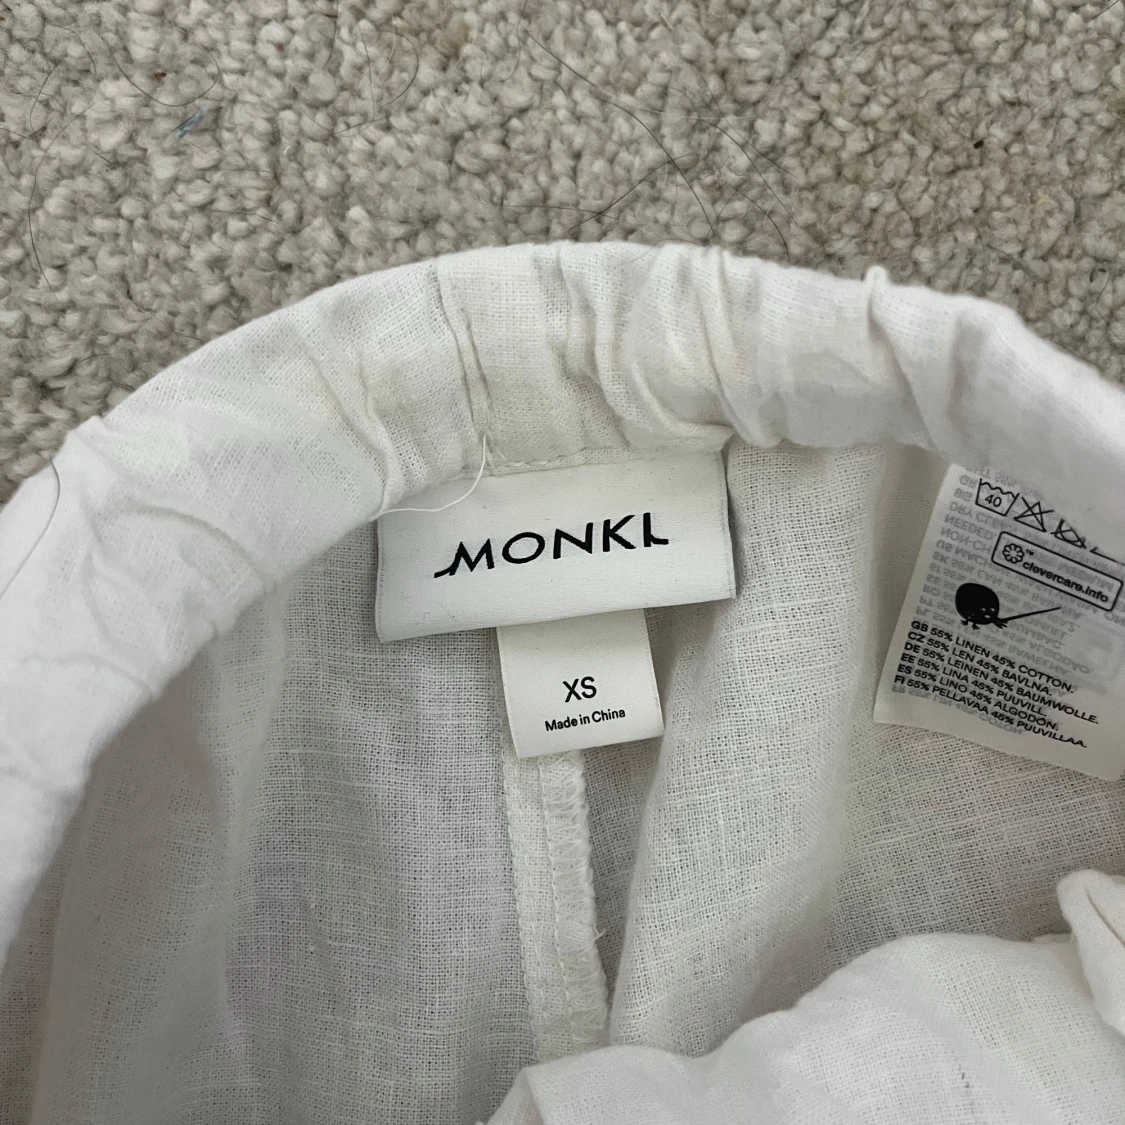 MONKI
XS
Made in China
40
clevercare.info
GB 55% LINEN 45% COTTON.
CZ 55% LEN 45% BAVLNA.
DE 55% LEINEN 45% BAUMWOLLE.
EE 55% LINA 45% PUUVILL.
ES 55% LINO 45% ALGODÓN.
FI 55% PELLAVAA 45% PUUVILLAA.